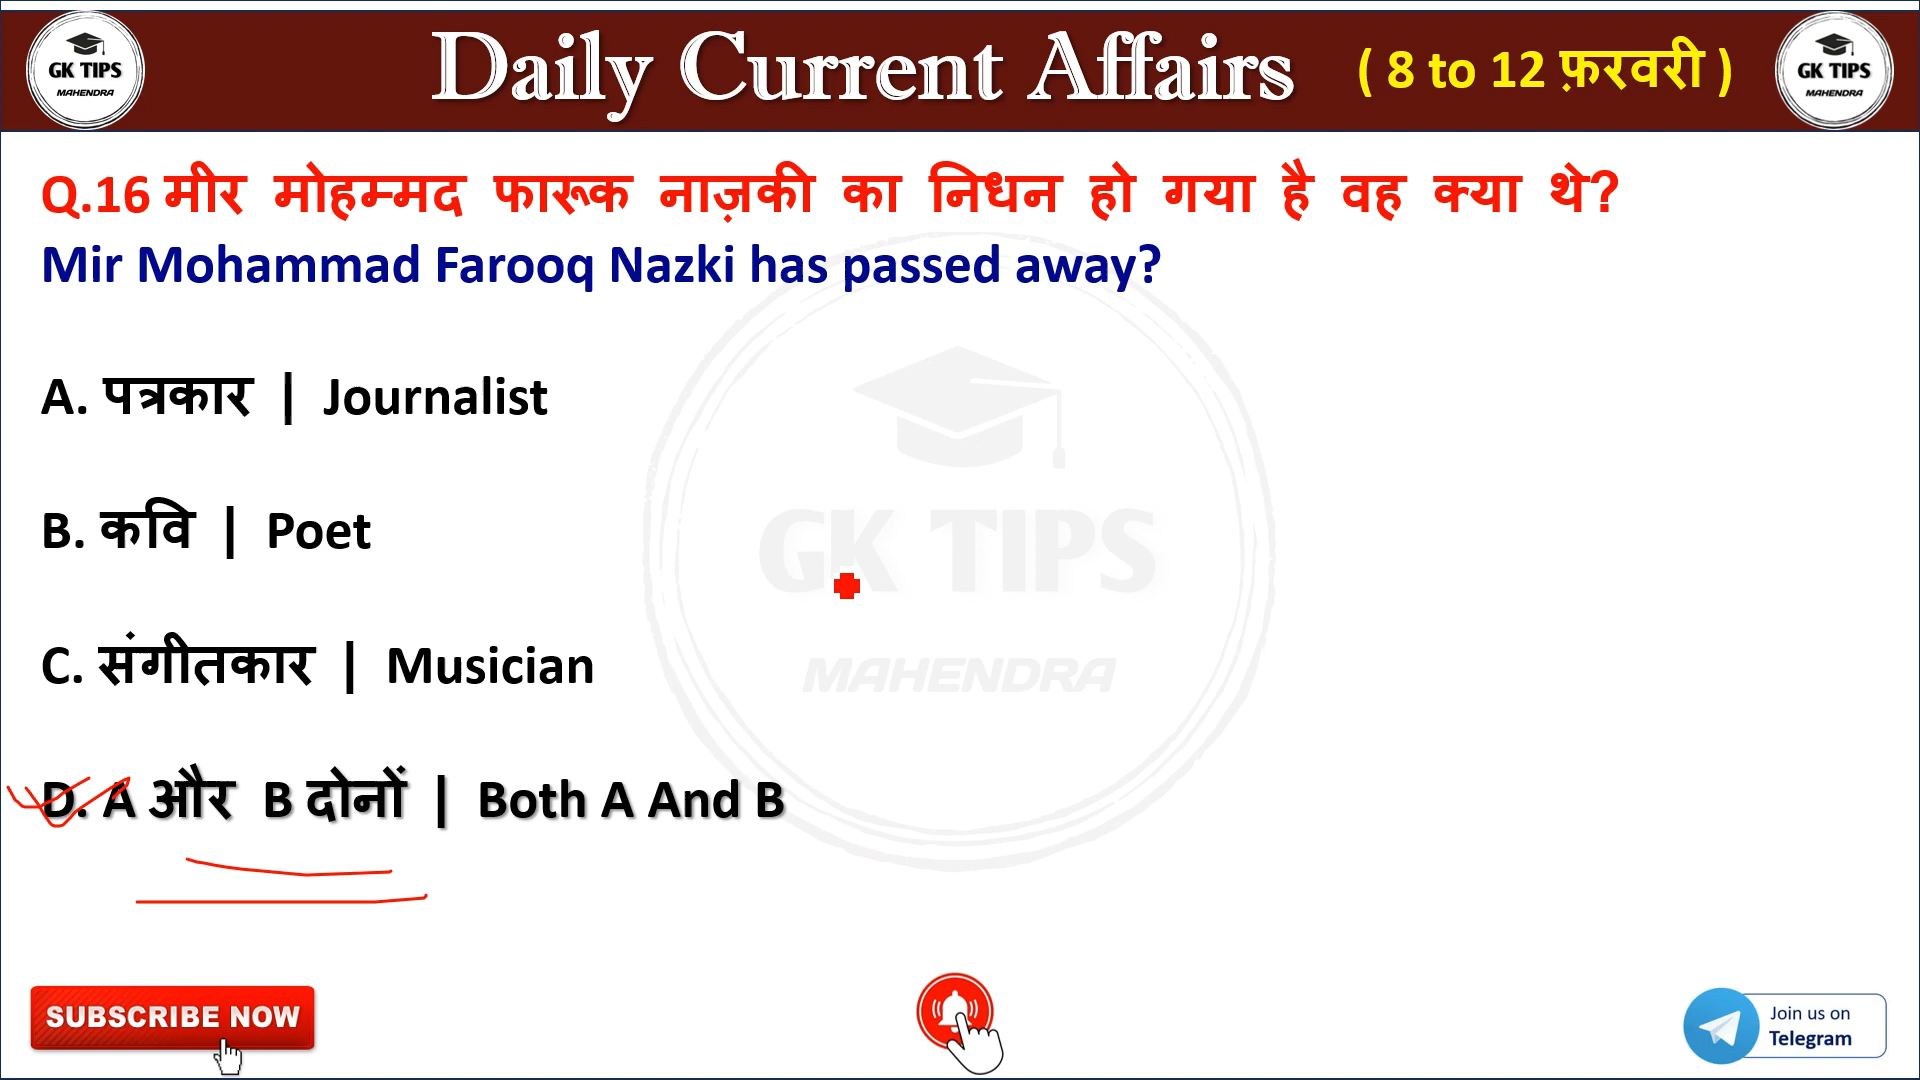 GK TIPS
MAHENDRA
Daily Current Affairs
( 8 to 12 फ़रवरी )
GK TIPS
MAHENDRA
Q.16 मीर मोहम्मद फारूक नाज़की का निधन हो गया है वह क्या थे?
Mir Mohammad Farooq Nazki has passed away?
A. पत्रकार | Journalist
B. कवि | Poet
GK TIPS
MAHENDRA
C. संगीतकार | Musician
D. A और B दोनों | Both A And B
SUBSCRIBE NOW
Join us on
Telegram